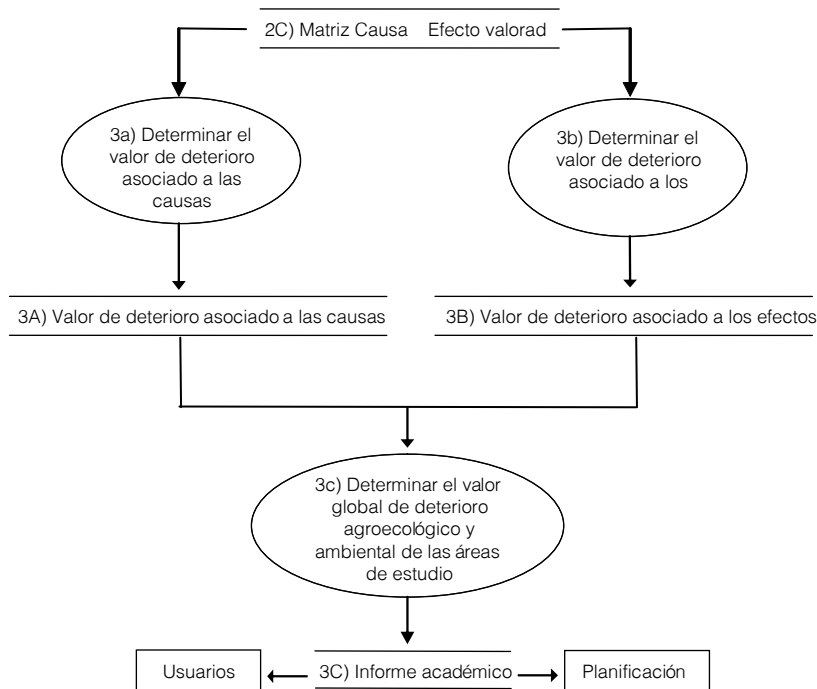 2C) Matriz Causa Efecto valorad
3a) Determinar el
valor de deterioro
asociado a las
causas
3b) Determinar el
valor de deterioro
asociado a los
3A) Valor de deterioro asociado a las causas
3B) Valor de deterioro asociado a los efectos
3c) Determinar el valor
global de deterioro
agroecológico y
ambiental de las áreas
de estudio
Usuarios
3C) Informe académico
Planificación